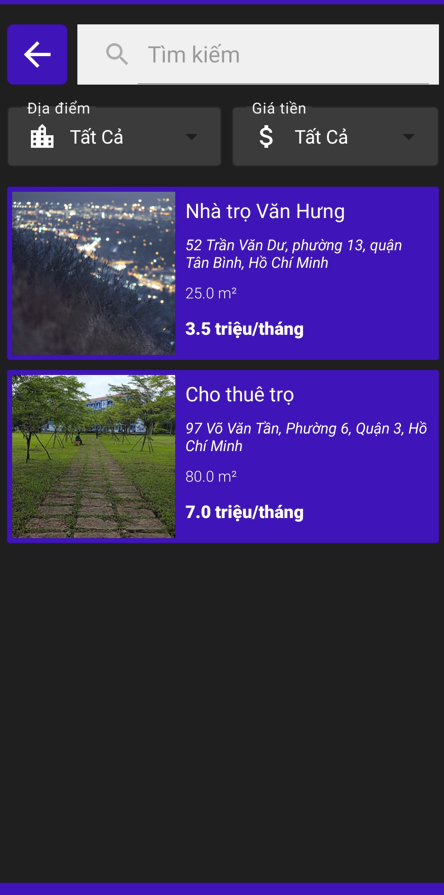 Tìm kiếm
Địa điểm
Giá tiền
Tất Cả
Tất Cả
Nhà trọ Văn Hưng
52 Trần Văn Dư, phường 13, quận
Tân Bình, Hồ Chí Minh
25.0 m²
3.5 triệu/tháng
Cho thuê trọ
97 Võ Văn Tần, Phường 6, Quận 3, Hồ
Chí Minh
80.0 m²
7.0 triệu/tháng